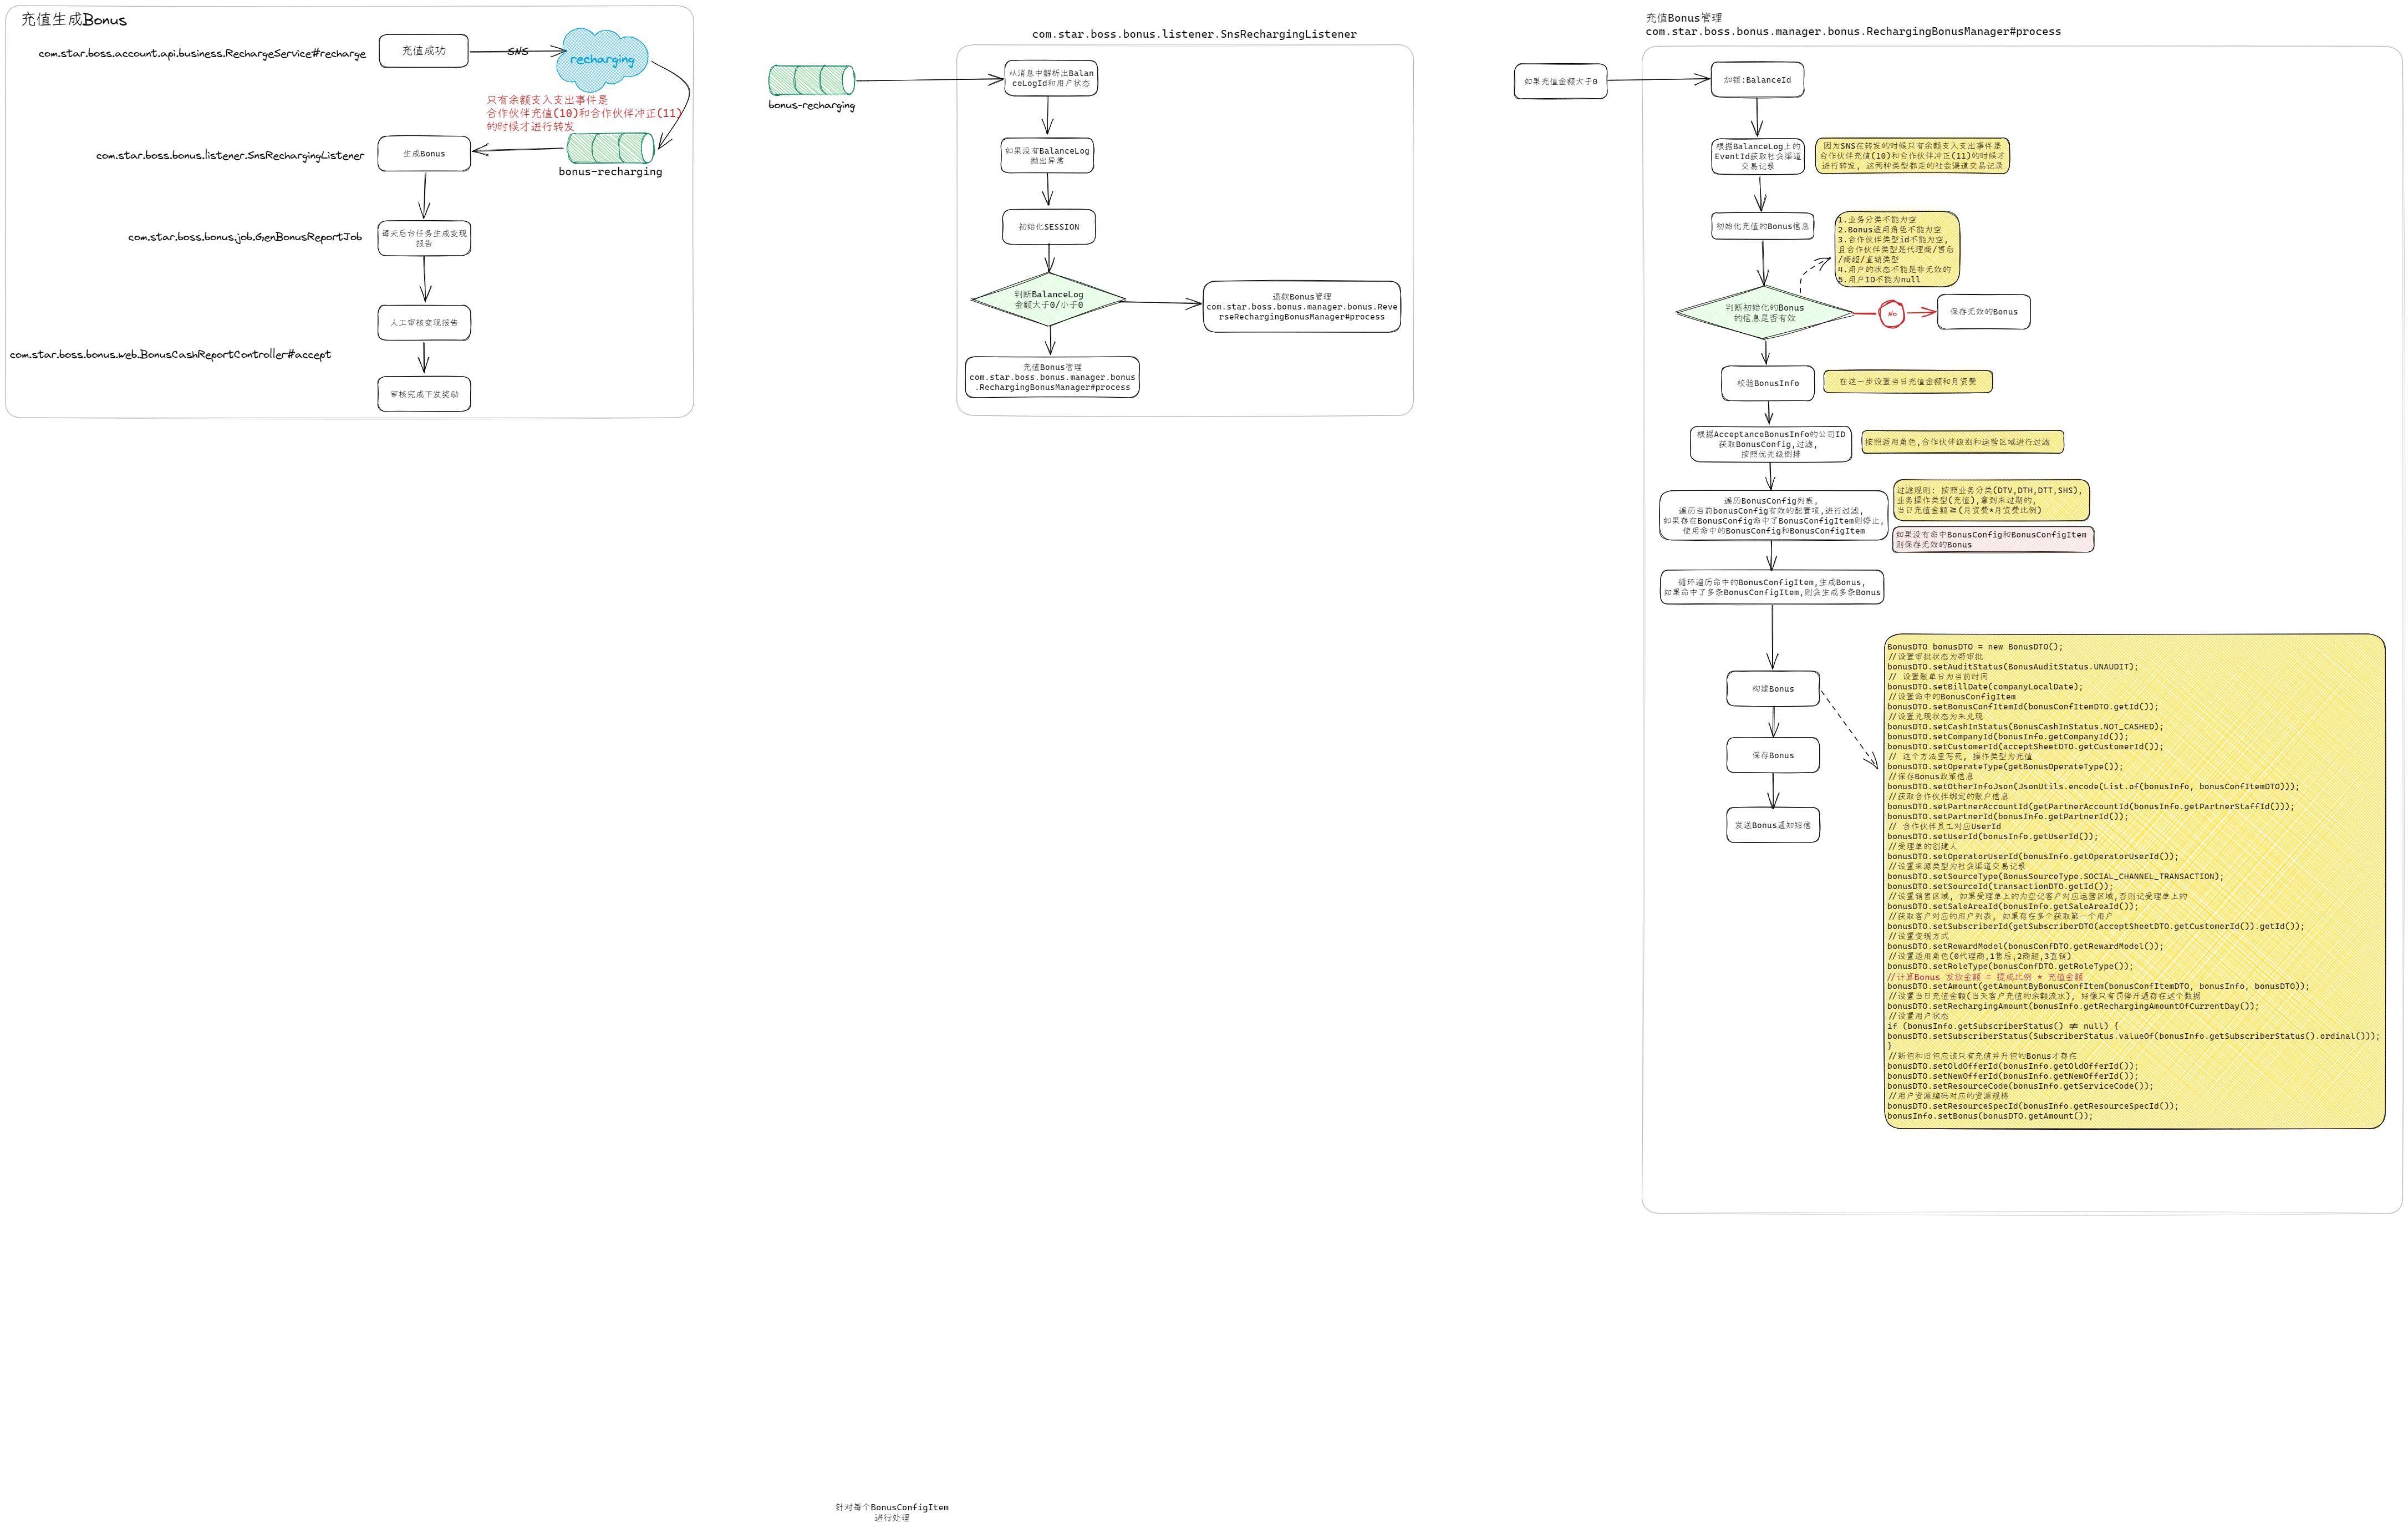 充值生成Bonus
com.star.boss.account.api.business.RechargeService#recharge
充值成功
SNS
recharging
只有余额支入支出事件是
合作伙伴充值(10)和合作伙伴冲正(11)
的时候才进行转发
com.star.boss.bonus.listener.SnsRechargingListener
生成Bonus
bonus-recharging
com.star.boss.bonus.job.GenBonusReportJob
每天后台任务生成变现
报告
人工审核变现报告
com.star.boss.bonus.web.BonusCashReportController#accept
审核完成下发奖励
com.star.boss.bonus.listener.SnsRechargingListener
bonus-recharging
从消息中解析出Balan
ceLogId和用户状态
如果没有BalanceLog
抛出异常
初始化SESSION
判断BalanceLog
金额大于0/小于0
退款Bonus管理
com.star.boss.bonus.manager.bonus.Reve
rseRechargingBonusManager#process
充值Bonus管理
com.star.boss.bonus.manager.bonus
.RechargingBonusManager#process
充值Bonus管理
com.star.boss.bonus.manager.bonus.RechargingBonusManager#process
如果充值金额大于0
加锁:BalanceId
根据BalanceLog上的
EventId获取社会渠道
交易记录
因为SNS在转发的时候只有余额支入支出事件是
合作伙伴充值(10)和合作伙伴冲正(11)的时候才
进行转发, 这两种类型都走的社会渠道交易记录
初始化充值的Bonus信息
1.业务分类不能为空
2.Bonus适用角色不能为空
3.合作伙伴类型id不能为空,
且合作伙伴类型是代理商/售后
/商超/直销类型
4.用户的状态不能是非无效的
5.用户ID不能为null
判断初始化的Bonus
的信息是否有效
No
保存无效的Bonus
校验BonusInfo
在这一步设置当日充值金额和月资费
根据AcceptanceBonusInfo的公司ID
获取BonusConfig,过滤,
按照优先级倒排
按照适用角色,合作伙伴级别和运营区域进行过滤
遍历BonusConfig列表,
遍历当前bonusConfig有效的配置项,进行过滤,
如果存在BonusConfig命中了BonusConfigItem则停止,
使用命中的BonusConfig和BonusConfigItem
过滤规则: 按照业务分类(DTV,DTH,DTT,SHS),
业务操作类型(充值),拿到未过期的,
当日充值金额≥(月资费*月资费比例)
如果没有命中BonusConfig和BonusConfigItem
则保存无效的Bonus
循环遍历命中的BonusConfigItem,生成Bonus,
如果命中了多条BonusConfigItem,则会生成多条Bonus
构建Bonus
保存Bonus
发送Bonus通知短信
BonusDTO bonusDTO = new BonusDTO();
//设置审批状态为带审批
bonusDTO.setAuditStatus(BonusAuditStatus.UNAUDIT);
// 设置账单日为当前时间
bonusDTO.setBillDate(companyLocalDate);
//设置命中的BonusConfigItem
bonusDTO.setBonusConfItemId(bonusConfItemDTO.getId());
//设置兑现状态为未兑现
bonusDTO.setCashInStatus(BonusCashInStatus.NOT_CASHED);
bonusDTO.setCompanyId(bonusInfo.getCompanyId());
bonusDTO.setCustomerId(acceptSheetDTO.getCustomerId());
// 这个方法里写死, 操作类型为充值
bonusDTO.setOperateType(getBonusOperateType());
//保存Bonus政策信息
bonusDTO.setOtherInfoJson(JsonUtils.encode(List.of(bonusInfo, bonusConfItemDTO)));
//获取合作伙伴绑定的账户信息
bonusDTO.setPartnerAccountId(getPartnerAccountId(bonusInfo.getPartnerStaffId()));
bonusDTO.setPartnerId(bonusInfo.getPartnerId());
// 合作伙伴员工对应UserId
bonusDTO.setUserId(bonusInfo.getUserId());
//受理单的创建人
bonusDTO.setOperatorUserId(bonusInfo.getOperatorUserId());
//设置来源类型为社会渠道交易记录
bonusDTO.setSourceType(BonusSourceType.SOCIAL_CHANNEL_TRANSACTION);
bonusDTO.setSourceId(transactionDTO.getId());
//设置销售区域, 如果受理单上的为空记客户对应运营区域,否则记受理单上的
bonusDTO.setSaleAreaId(bonusInfo.getSaleAreaId());
//获取客户对应的用户列表, 如果存在多个获取第一个用户
bonusDTO.setSubscriberId(getSubscriberDTO(acceptSheetDTO.getCustomerId()).getId());
//设置变现方式
bonusDTO.setRewardModel(bonusConfDTO.getRewardModel());
//设置适用角色(0代理商,1售后,2商超,3直销)
bonusDTO.setRoleType(bonusConfDTO.getRoleType());
//计算Bonus 发放金额 = 提成比例 * 充值金额
bonusDTO.setAmount(getAmountByBonusConfItem(bonusConfItemDTO, bonusInfo, bonusDTO));
//设置当日充值金额(当天客户充值的余额流水), 好像只有罚停开通存在这个数据
bonusDTO.setRechargingAmount(bonusInfo.getRechargingAmountOfCurrentDay());
//设置用户状态
if (bonusInfo.getSubscriberStatus() ≠ null) {
bonusDTO.setSubscriberStatus(SubscriberStatus.valueOf(bonusInfo.getSubscriberStatus().ordinal()));
}
//新包和旧包应该只有充值并升包的Bonus才存在
bonusDTO.setOldOfferId(bonusInfo.getOldOfferId());
bonusDTO.setNewOfferId(bonusInfo.getNewOfferId());
bonusDTO.setResourceCode(bonusInfo.getServiceCode());
//用户资源编码对应的资源规格
bonusDTO.setResourceSpecId(bonusInfo.getResourceSpecId());
bonusInfo.setBonus(bonusDTO.getAmount());
针对每个BonusConfigItem
进行处理